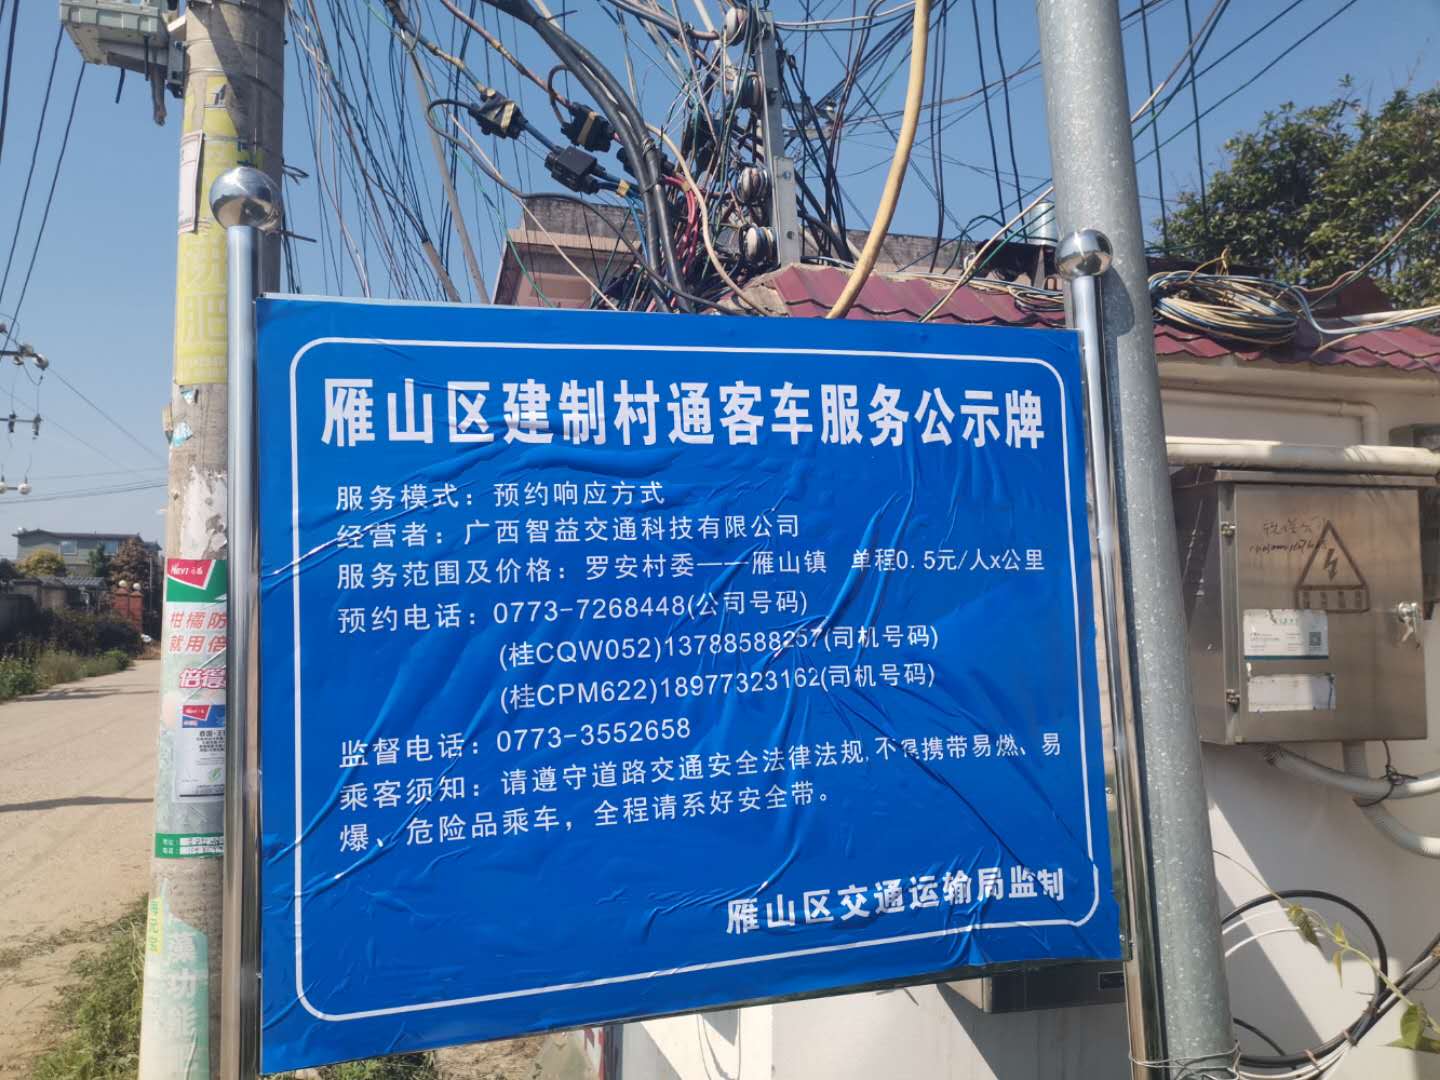 雁山区建制村通客车服务公示牌
服务模式：预约响应方式
经营者：广西智益交通科技有限公司
服务范围及价格：罗安村委——雁山镇 单程0.5元/人x公里
预约电话：0773-7268448(公司号码)
(桂CQW052)13788588257(司机号码)
(桂CPM622)18977323162(司机号码)
监督电话：0773-3552658
乘客须知：请遵守道路交通安全法律法规,不得携带易燃、易
爆、危险品乘车，全程请系好安全带。
雁山区交通运输局监制
柑橘防
就用倍
倍